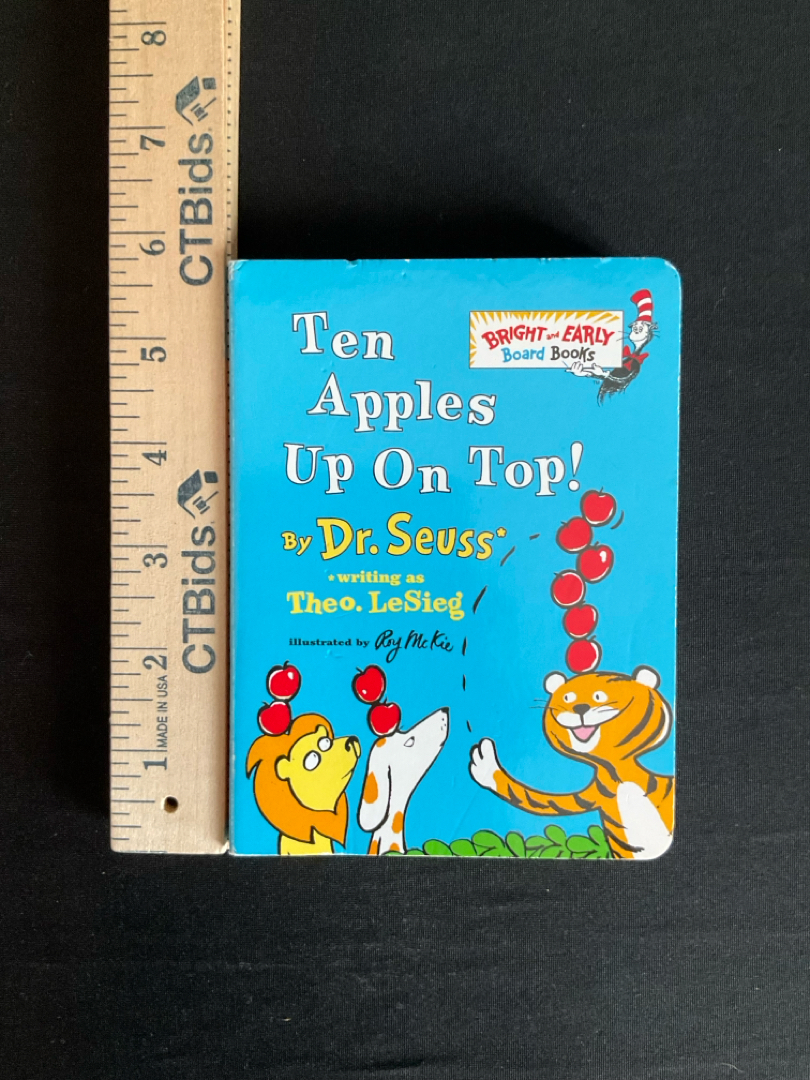 8
7
6
5
4
3
2
1
MADE IN USA
CTBids
CTBids
Ten
Apples
Up On Top!
BRIGHT and EARLY
Board Books
By Dr. Seuss*
*writing as
Theo. LeSieg
illustrated by Roy McKie